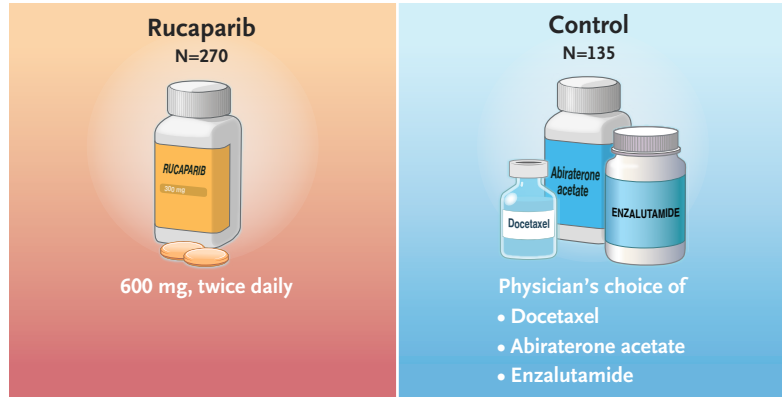 Rucaparib
N=270
RUCAPARIB
300 mg
600 mg, twice daily
Control
N=135
Abiraterone
acetate
Docetaxel
ENZALUTAMIDE
Physician’s choice of
• Docetaxel
• Abiraterone acetate
• Enzalutamide